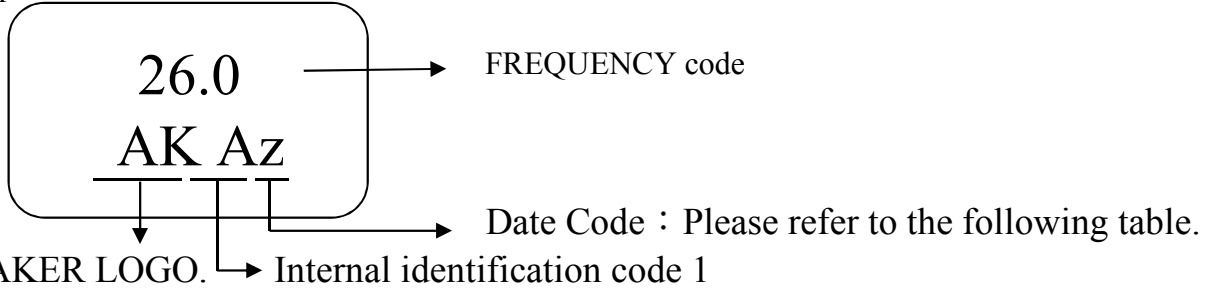 26.0
FREQUENCY code
AK Az
Date Code：Please refer to the following table.
AKER LOGO.
Internal identification code 1